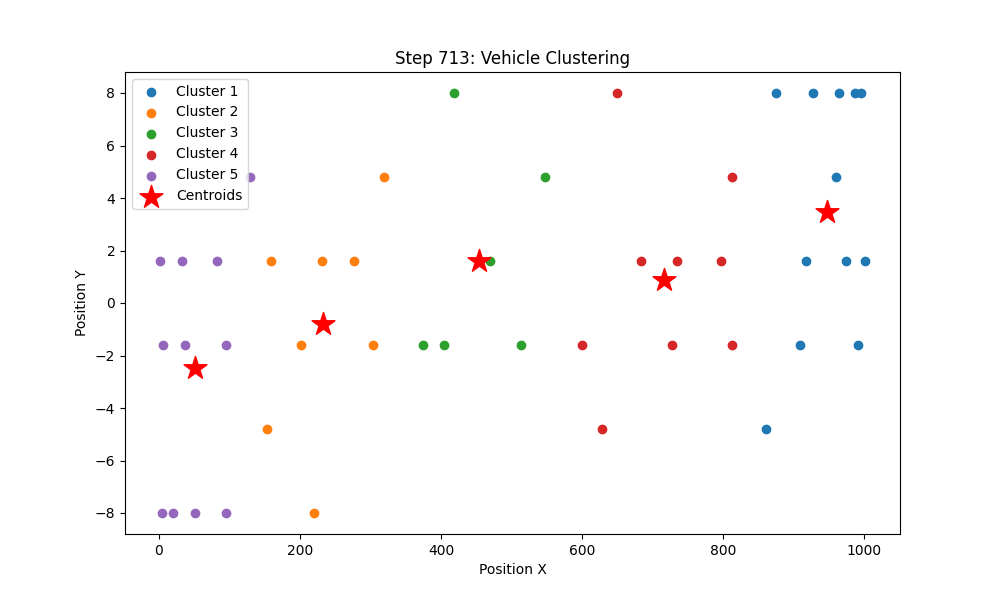 Step 713: Vehicle Clustering
Cluster 1
Cluster 2
Cluster 3
Cluster 4
Cluster 5
Centroids
Position Y
8
6
4
2
0
−2
−4
−6
−8
0 200 400 600 800 1000
Position X